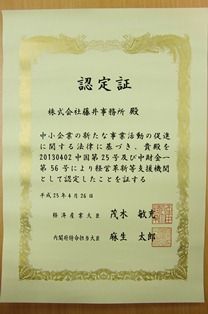 認定証
株式会社藤井事務所 殿
中小企業の新たな事業活動の促進
に関する法律に基づき、貴殿を
20130402中国第25号及び中財金一
第56号により経営革新等支援機関
として認定したことを証する
平成25年4月26日
経済産業大臣 茂木 敏充
内閣府特命担当大臣 麻生 太郎